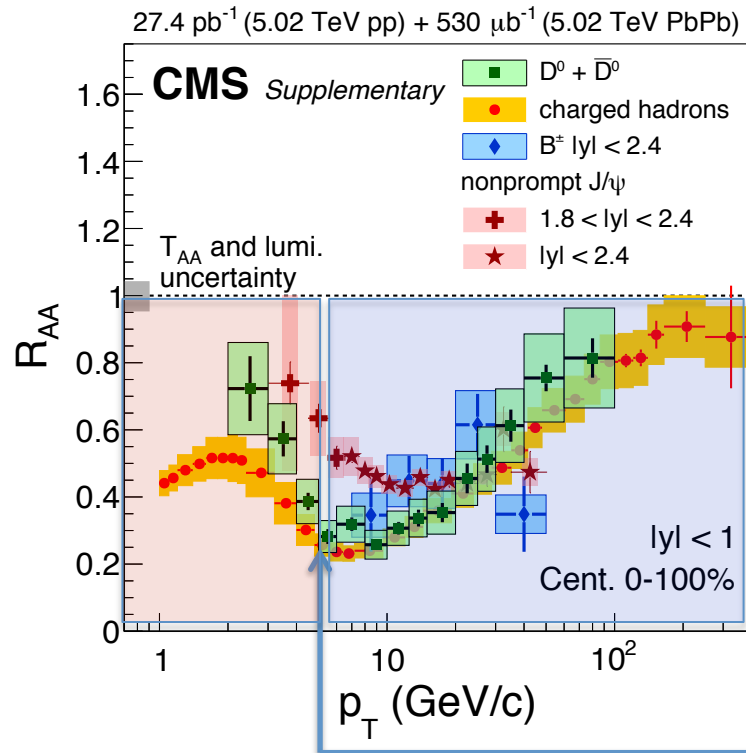 27.4 pb⁻¹ (5.02 TeV pp) + 530 μb⁻¹ (5.02 TeV PbPb)
CMS Supplementary
D⁰ + D̅⁰
charged hadrons
B± |y| < 2.4
nonprompt J/ψ
1.8 < |y| < 2.4
|y| < 2.4
T_AA and lumi.
uncertainty
R_AA
1.6
1.4
1.2
1
0.8
0.6
0.4
0.2
0
|y| < 1
Cent. 0-100%
1 10 10²
p_T (GeV/c)